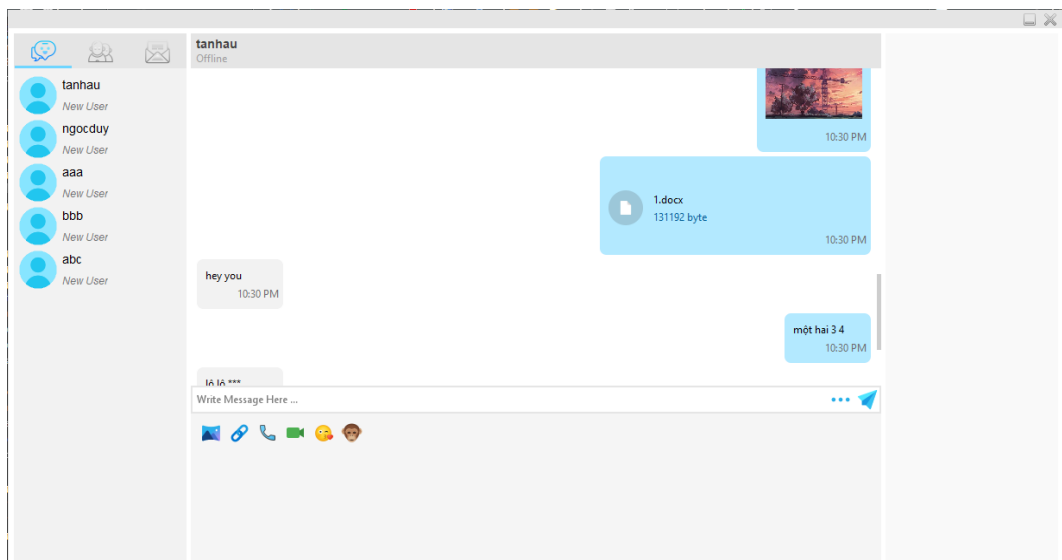 tanhau
New User
ngocduy
New User
aaa
New User
bbb
New User
abc
New User
tanhau
Offline
10:30 PM
1.docx
131192 byte
10:30 PM
hey you
10:30 PM
một hai 3 4
10:30 PM
lô lô ***
Write Message Here ...